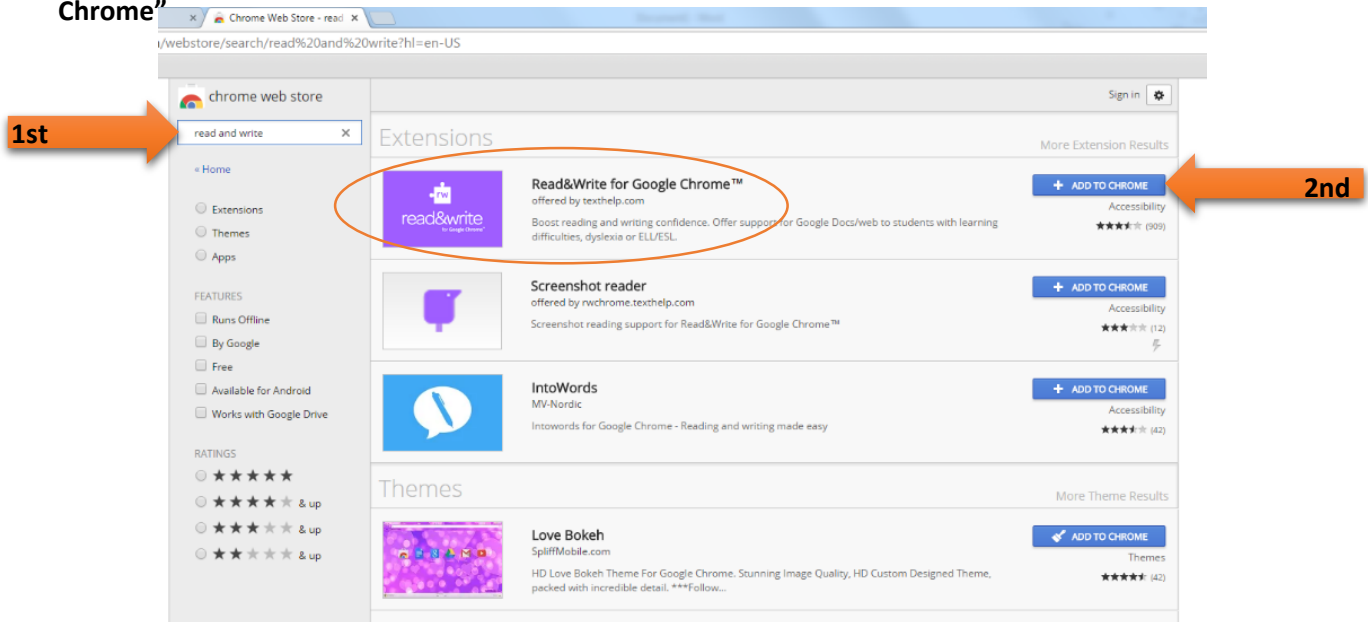 Chrome”
Chrome Web Store - read
/webstore/search/read%20and%20write?hl=en-US
chrome web store
Sign in
1st
read and write
Extensions
More Extension Results
« Home
Extensions
Themes
Apps
FEATURES
Runs Offline
By Google
Free
Available for Android
Works with Google Drive
RATINGS
& up
& up
& up
rw
read&write
for Google Chrome™
Read&Write for Google Chrome™
offered by texthelp.com
Boost reading and writing confidence. Offer support for Google Docs/web to students with learning
difficulties, dyslexia or ELL/ESL.
+ ADD TO CHROME
2nd
Accessibility
(909)
Screenshot reader
offered by rwchrome.texthelp.com
Screenshot reading support for Read&Write for Google Chrome™
+ ADD TO CHROME
Accessibility
(12)
IntoWords
MV-Nordic
Intowords for Google Chrome - Reading and writing made easy
+ ADD TO CHROME
Accessibility
(42)
Themes
More Theme Results
Love Bokeh
SpliffMobile.com
HD Love Bokeh Theme For Google Chrome. Stunning Image Quality, HD Custom Designed Theme,
packed with incredible detail. ***Follow...
ADD TO CHROME
Themes
(42)